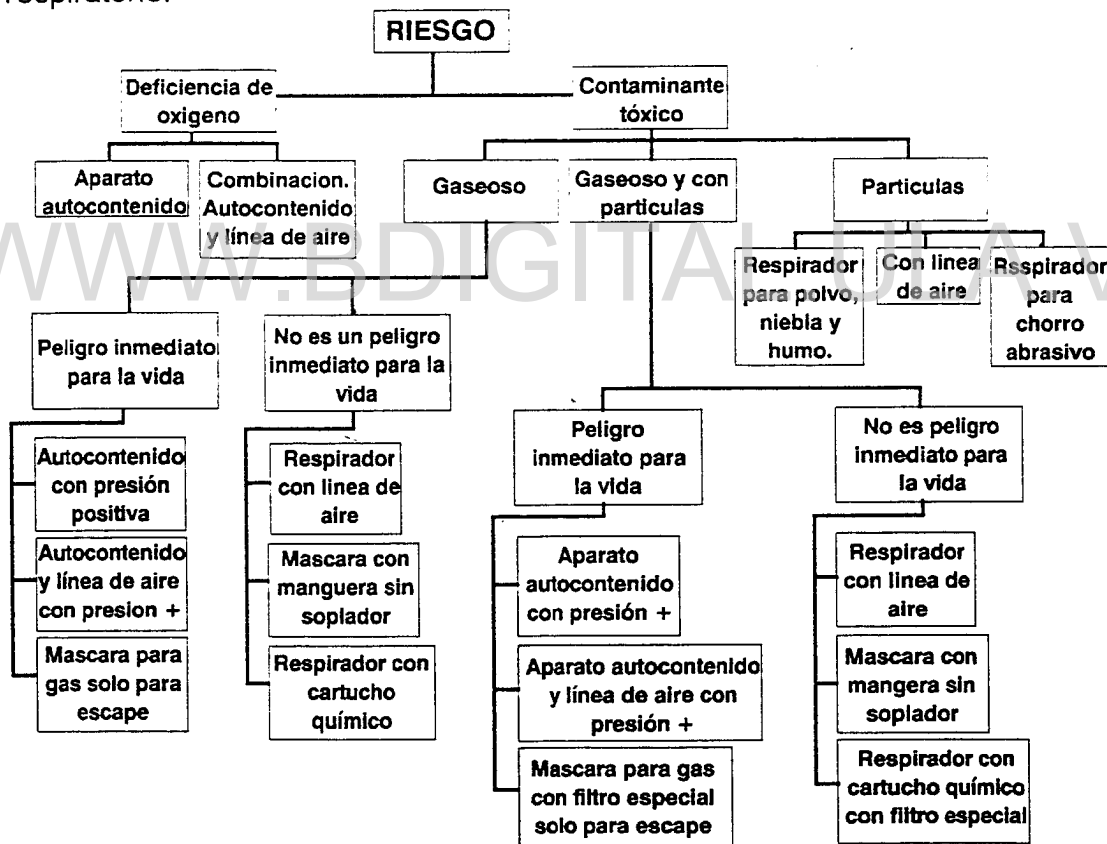 respiratorio.
RIESGO
Deficiencia de
oxigeno
Contaminante
tóxico
Aparato
autocontenido
Combinacion.
Autocontenido
y línea de aire
Gaseoso
Gaseoso y con
particulas
Particulas
Respirador
para polvo,
niebla y
humo.
Con linea
de aire
Rsspirador
para
chorro
abrasivo
WWW.BDIGITAL.ULA.V
Peligro inmediato
para la vida
No es un peligro
inmediato para la
vida
Peligro
inmediato para
la vida
No es peligro
inmediato para
la vida
Autocontenido
con presión
positiva
Autocontenido
y línea de aire
con presion +
Mascara para
gas solo para
escape
Respirador
con linea de
aire
Mascara con
manguera sin
soplador
Respirador con
cartucho
químico
Aparato
autocontenido
con presión +
Aparato autocontenido
y línea de aire con
presión +
Mascara para gas
con filtro especial
solo para escape
Respirador
con linea de
aire
Mascara con
mangera sin
soplador
Respirador con
cartucho químico
con filtro especial